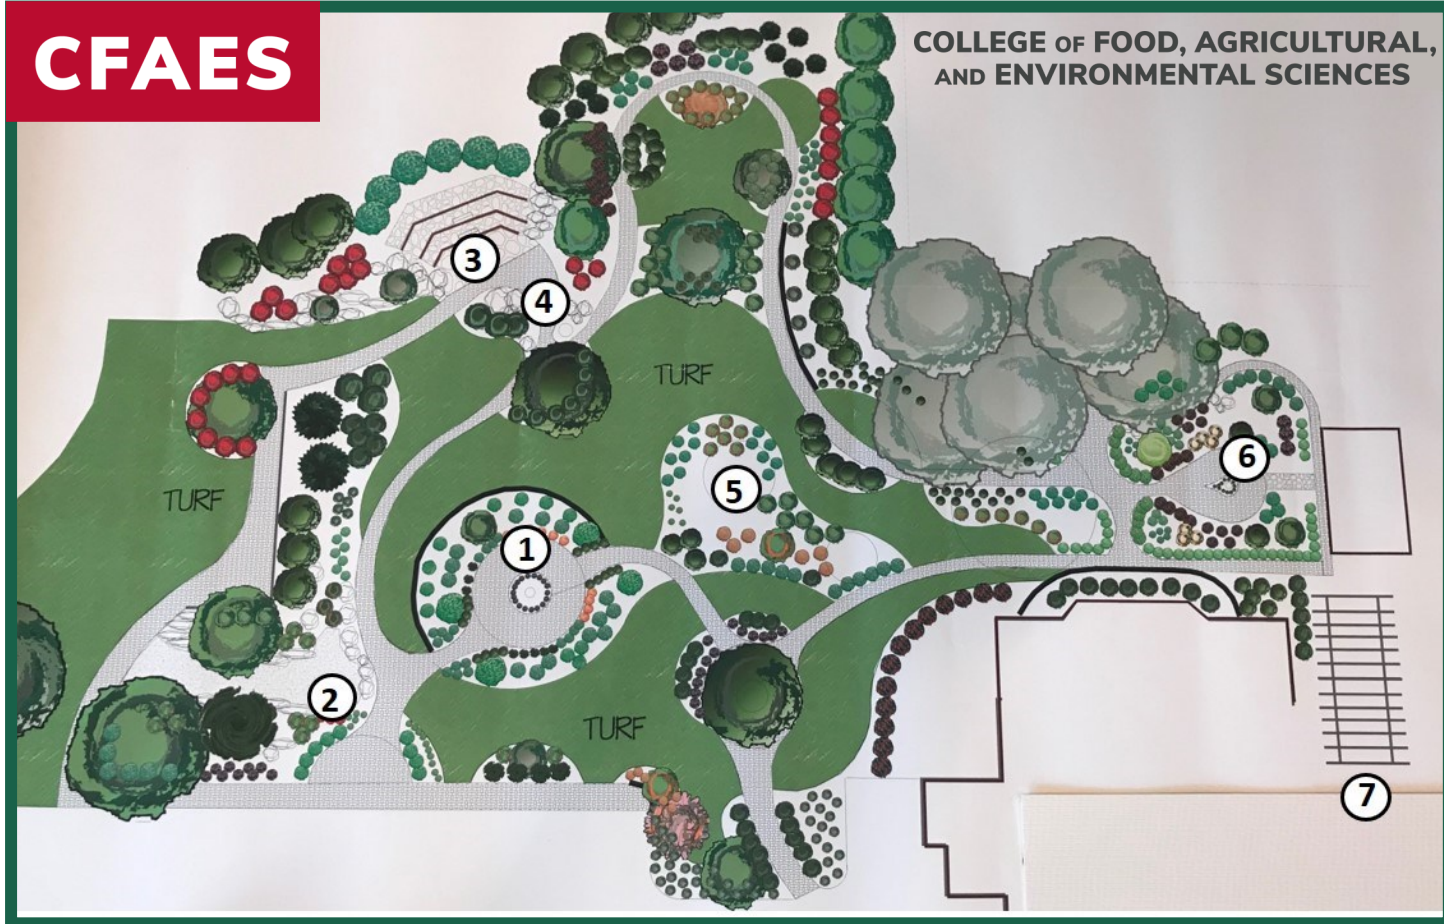 CFAES
COLLEGE OF FOOD, AGRICULTURAL,
AND ENVIRONMENTAL SCIENCES
3
4
TURF
6
5
TURF
1
2
TURF
7